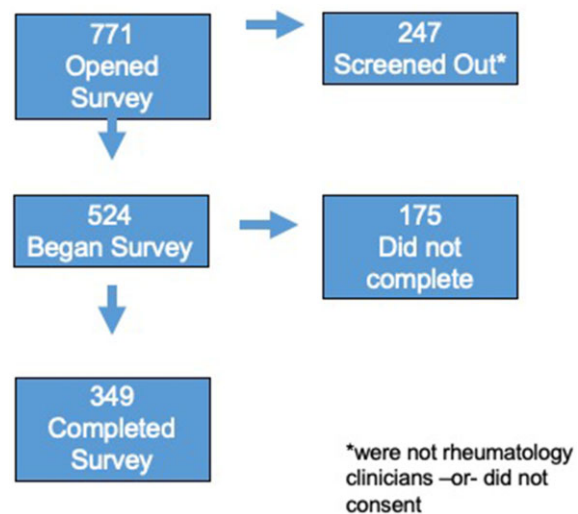 771
Opened
Survey
247
Screened Out*
524
Began Survey
175
Did not
complete
349
Completed
Survey
*were not rheumatology
clinicians –or- did not
consent